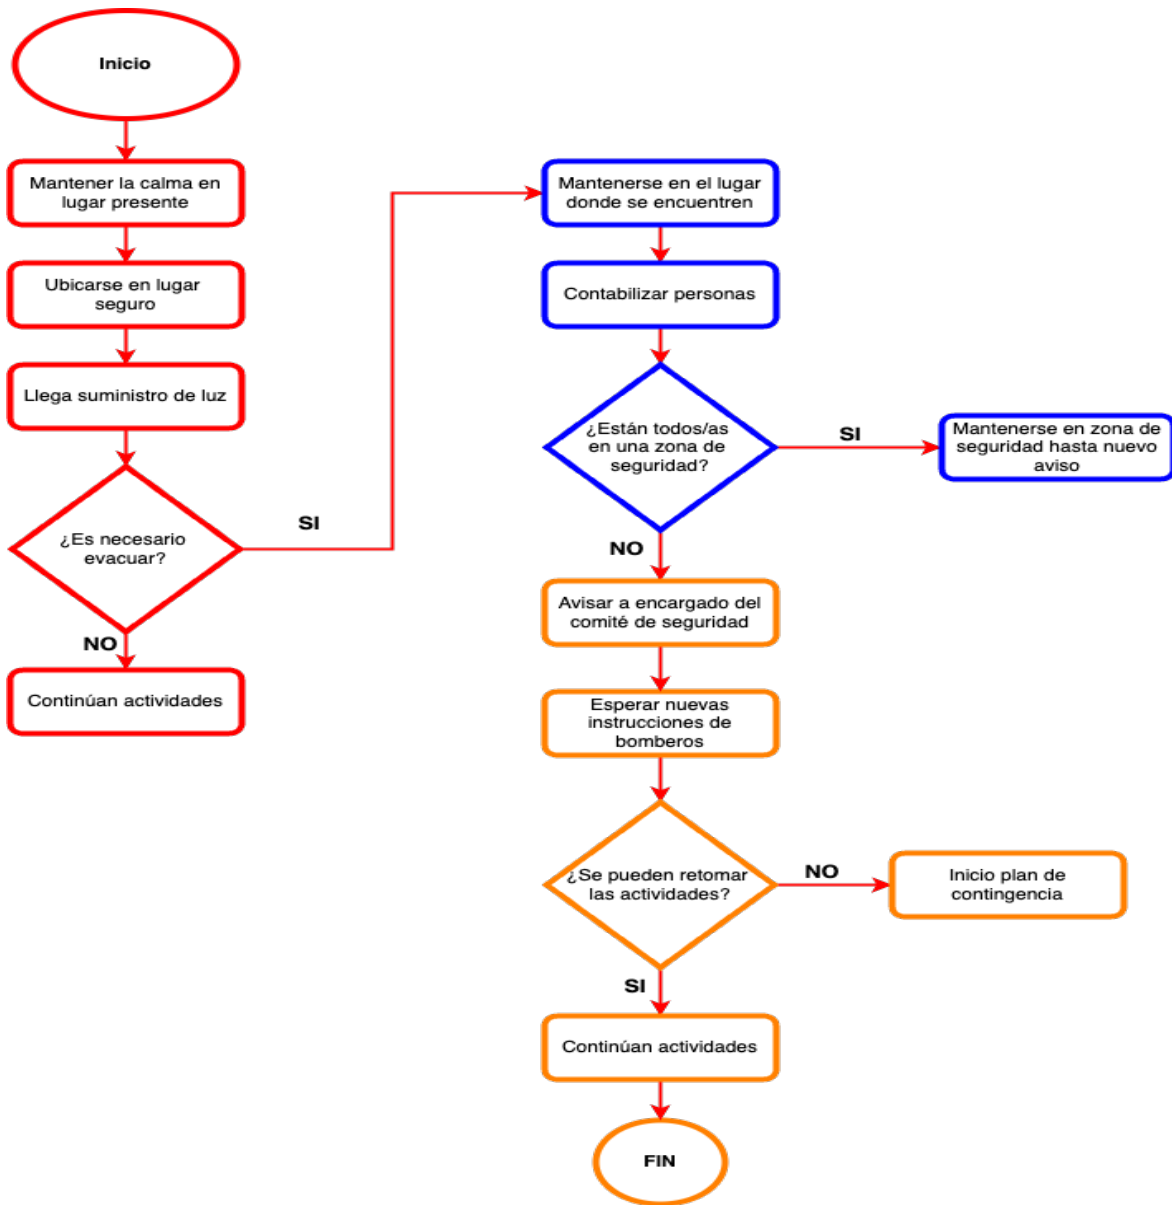 Inicio
Mantener la calma en
lugar presente
Ubicarse en lugar
seguro
Llega suministro de luz
¿Es necesario
evacuar?
SI
NO
Continúan actividades
Mantenerse en el lugar
donde se encuentren
Contabilizar personas
¿Están todos/as
en una zona de
seguridad?
SI
Mantenerse en zona de
seguridad hasta nuevo
aviso
NO
Avisar a encargado del
comité de seguridad
Esperar nuevas
instrucciones de
bomberos
¿Se pueden retomar
las actividades?
NO
Inicio plan de
contingencia
SI
Continúan actividades
FIN